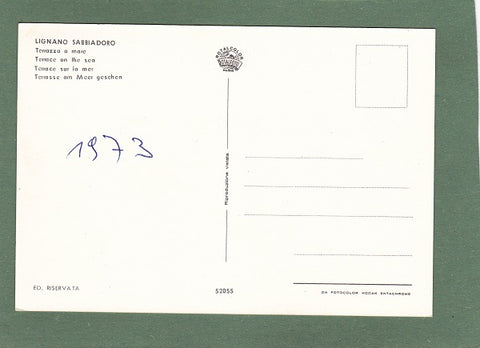 LIGNANO SABBIADORO
Terrazza a mare
Terrace on the sea
Terrace sur la mer
Terrasse am Meer gesehen
ROTALCOLOR
1973
Riproduzione vietata
ED. RISERVATA
52055
DA FOTOCOLOR KODAK EKTACHROME